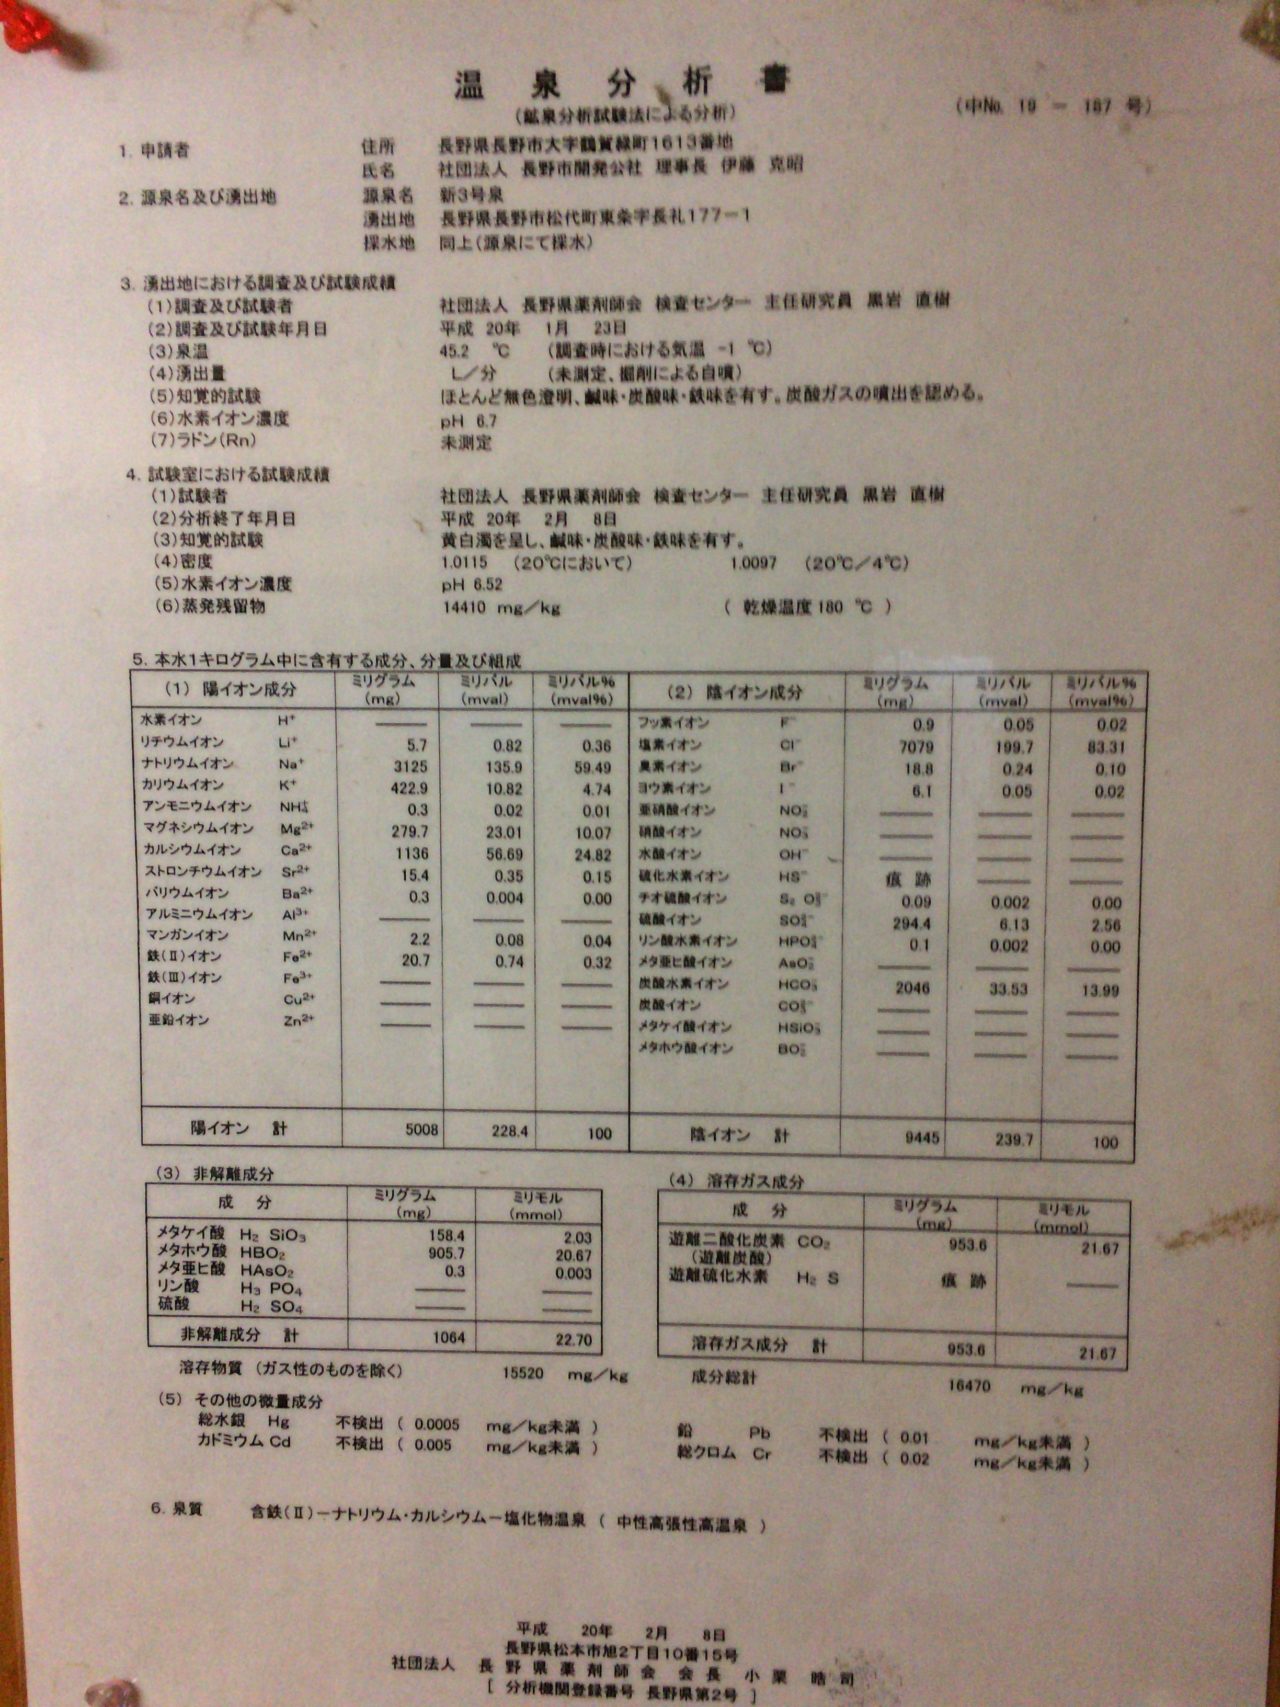 温泉分析書
(鉱泉分析試験法による分析)
(中No. 19 － 187 号)
1. 申請者 住所 長野県長野市大字鶴賀緑町1613番地
氏名 社団法人 長野市開発公社 理事長 伊藤 克昭
2. 源泉名及び湧出地 源泉名 新3号泉
湧出地 長野県長野市松代町東条字長礼177－1
採水地 同上(源泉にて採水)
3. 湧出地における調査及び試験成績
(1)調査及び試験者 社団法人 長野県薬剤師会 検査センター 主任研究員 黒岩 直樹
(2)調査及び試験年月日 平成 20年 1月 23日
(3)泉温 45.2 ℃ (調査時における気温 -1 ℃)
(4)湧出量 L／分 (未測定、掘削による自噴)
(5)知覚的試験 ほとんど無色澄明、鹹味・炭酸味・鉄味を有す。炭酸ガスの噴出を認める。
(6)水素イオン濃度 pH 6.7
(7)ラドン(Rn) 未測定
4. 試験室における試験成績
(1)試験者 社団法人 長野県薬剤師会 検査センター 主任研究員 黒岩 直樹
(2)分析終了年月日 平成 20年 2月 8日
(3)知覚的試験 黄白濁を呈し、鹹味・炭酸味・鉄味を有す。
(4)密度 1.0115 (20℃において) 1.0097 (20℃／4℃)
(5)水素イオン濃度 pH 6.52
(6)蒸発残留物 14410 mg／kg ( 乾燥温度 180 ℃ )
5. 本水1キログラム中に含有する成分、分量及び組成
(1) 陽イオン成分 ミリグラム (mg) ミリバル (mval) ミリバル% (mval%) (2) 陰イオン成分 ミリグラム (mg) ミリバル (mval) ミリバル% (mval%)
水素イオン H⁺ —— —— —— フッ素イオン F⁻ 0.9 0.05 0.02
リチウムイオン Li⁺ 5.7 0.82 0.36 塩素イオン Cl⁻ 7079 199.7 83.31
ナトリウムイオン Na⁺ 3125 135.9 59.49 臭素イオン Br⁻ 18.8 0.24 0.10
カリウムイオン K⁺ 422.9 10.82 4.74 ヨウ素イオン I⁻ 6.1 0.05 0.02
アンモニウムイオン NH₄⁺ 0.3 0.02 0.01 亜硝酸イオン NO₂⁻ —— —— ——
マグネシウムイオン Mg²⁺ 279.7 23.01 10.07 硝酸イオン NO₃⁻ —— —— ——
カルシウムイオン Ca²⁺ 1136 56.69 24.82 水酸イオン OH⁻ —— —— ——
ストロンチウムイオン Sr²⁺ 15.4 0.35 0.15 硫化水素イオン HS⁻ 痕 跡 —— ——
バリウムイオン Ba²⁺ 0.3 0.004 0.00 チオ硫酸イオン S₂O₃²⁻ 0.09 0.002 0.00
アルミニウムイオン Al³⁺ —— —— —— 硫酸イオン SO₄²⁻ 294.4 6.13 2.56
マンガンイオン Mn²⁺ 2.2 0.08 0.04 リン酸水素イオン HPO₄²⁻ 0.1 0.002 0.00
鉄(Ⅱ)イオン Fe²⁺ 20.7 0.74 0.32 メタ亜ヒ酸イオン AsO₂⁻ —— —— ——
鉄(Ⅲ)イオン Fe³⁺ —— —— —— 炭酸水素イオン HCO₃⁻ 2046 33.53 13.99
銅イオン Cu²⁺ —— —— —— 炭酸イオン CO₃²⁻ —— —— ——
亜鉛イオン Zn²⁺ —— —— —— メタケイ酸イオン HSiO₃⁻ —— —— ——
メタホウ酸イオン BO₂⁻ —— —— ——
陽イオン 計 5008 228.4 100 陰イオン 計 9445 239.7 100
(3) 非解離成分
成 分 ミリグラム (mg) ミリモル (mmol)
メタケイ酸 H₂SiO₃ 158.4 2.03
メタホウ酸 HBO₂ 905.7 20.67
メタ亜ヒ酸 HAsO₂ 0.3 0.003
リン酸 H₃PO₄ —— ——
硫酸 H₂SO₄ —— ——
非解離成分 計 1064 22.70
(4) 溶存ガス成分
成 分 ミリグラム (mg) ミリモル (mmol)
遊離二酸化炭素 CO₂ 953.6 21.67
(遊離炭酸)
遊離硫化水素 H₂S 痕 跡 ——
溶存ガス成分 計 953.6 21.67
溶存物質 (ガス性のものを除く) 15520 mg／kg 成分総計 16470 mg／kg
(5) その他の微量成分
総水銀 Hg 不検出 ( 0.0005 mg／kg未満 ) 鉛 Pb 不検出 ( 0.01 mg／kg未満 )
カドミウム Cd 不検出 ( 0.005 mg／kg未満 ) 総クロム Cr 不検出 ( 0.02 mg／kg未満 )
6. 泉質 含鉄(Ⅱ)－ナトリウム・カルシウム－塩化物温泉 ( 中性高張性高温泉 )
平成 20年 2月 8日
長野県松本市旭2丁目10番15号
社団法人 長野県薬剤師会 会長 小栗 晧司
[ 分析機関登録番号 長野県第2号 ]